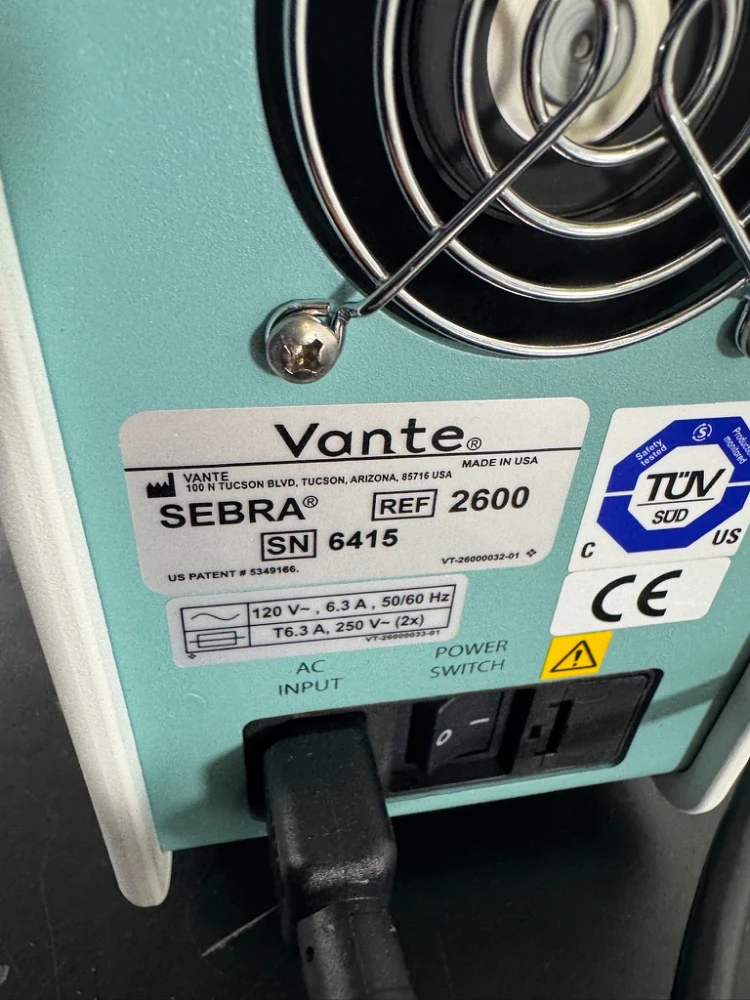 Vante®
MADE IN USA
VANTE
100 N TUCSON BLVD, TUCSON, ARIZONA, 85716 USA
SEBRA® REF 2600
SN 6415
US PATENT # 5349166. VT-26000032-01
Safety tested
Production monitored
TÜV
SÜD
C US
CE
120 V~ , 6.3 A , 50/60 Hz
T6.3 A, 250 V~ (2x)
VT-26000033-01
AC
INPUT
POWER
SWITCH
O I